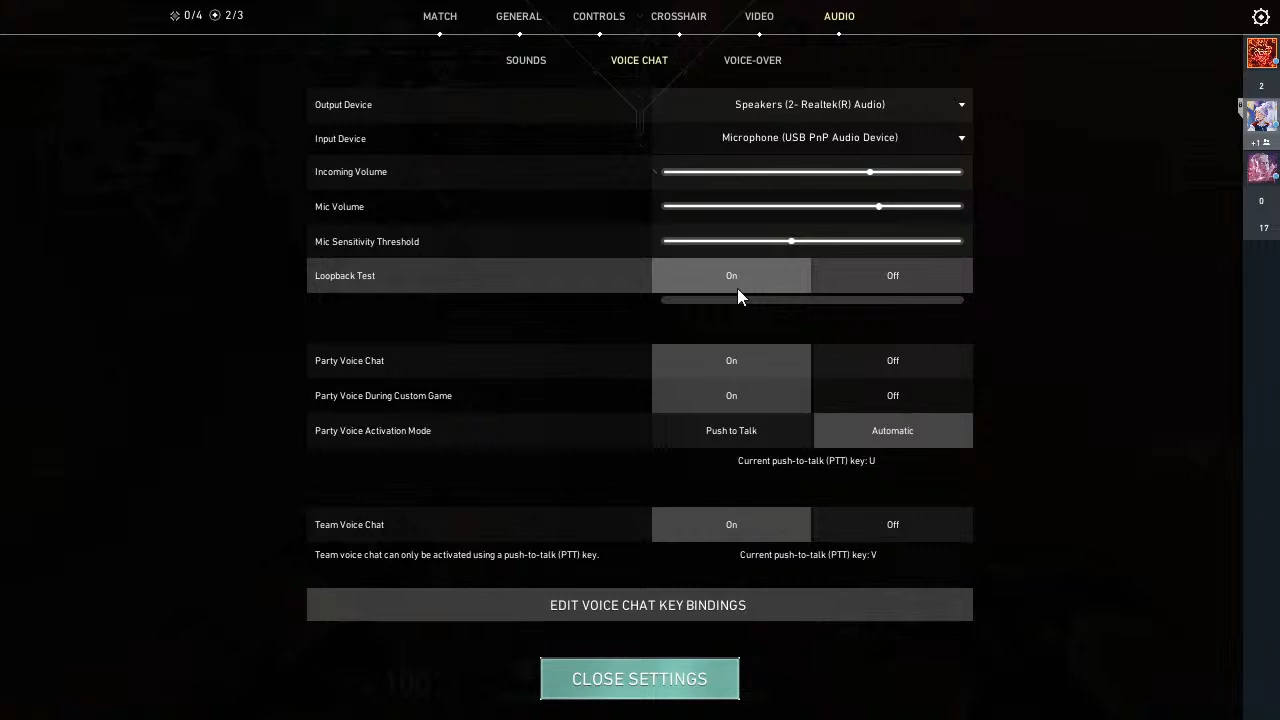 0/4 2/3 MATCH GENERAL CONTROLS CROSSHAIR VIDEO AUDIO
SOUNDS VOICE CHAT VOICE-OVER
Output Device Speakers (2- Realtek(R) Audio)
Input Device Microphone (USB PnP Audio Device)
Incoming Volume
Mic Volume
Mic Sensitivity Threshold
Loopback Test On Off
Party Voice Chat On Off
Party Voice During Custom Game On Off
Party Voice Activation Mode Push to Talk Automatic
Current push-to-talk (PTT) key: U
Team Voice Chat On Off
Team voice chat can only be activated using a push-to-talk (PTT) key. Current push-to-talk (PTT) key: V
EDIT VOICE CHAT KEY BINDINGS
CLOSE SETTINGS
100
2
+1
0
17